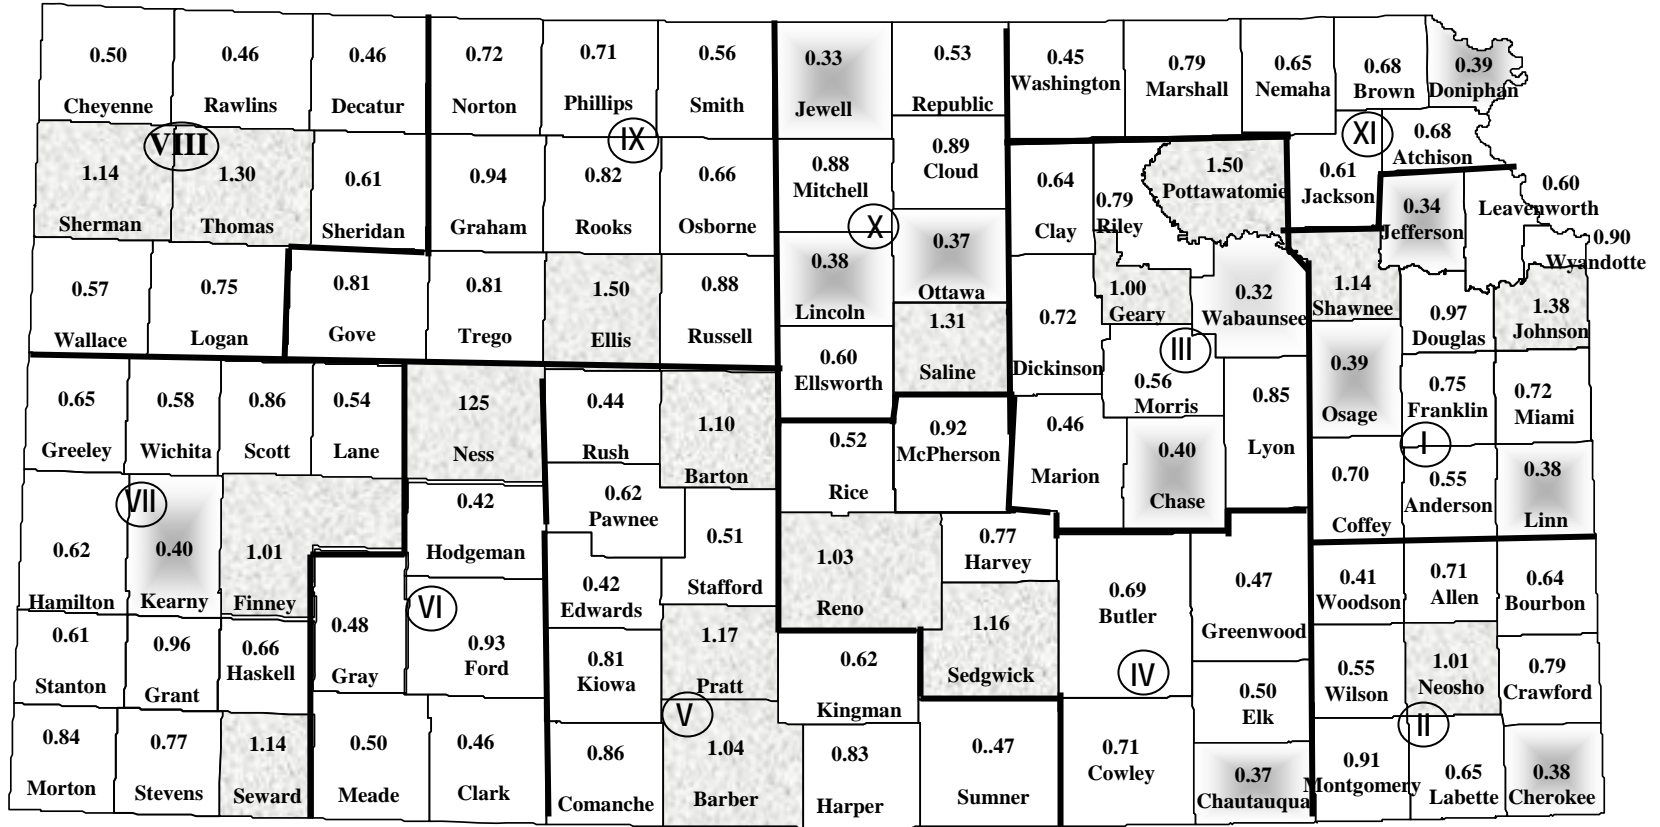 0.50
Cheyenne
0.46
Rawlins
0.46
Decatur
0.72
Norton
0.71
Phillips
0.56
Smith
0.33
Jewell
0.53
Republic
0.45
Washington
0.79
Marshall
0.65
Nemaha
0.68
Brown
0.39
Doniphan
VIII
IX
XI
1.14
Sherman
1.30
Thomas
0.61
Sheridan
0.94
Graham
0.82
Rooks
0.66
Osborne
0.88
Mitchell
0.89
Cloud
X
0.64
Clay
0.79
Riley
1.50
Pottawatomie
0.61
Jackson
0.68
Atchison
0.34
Jefferson
0.60
Leavenworth
0.90
Wyandotte
0.57
Wallace
0.75
Logan
0.81
Gove
0.81
Trego
1.50
Ellis
0.88
Russell
0.38
Lincoln
0.37
Ottawa
1.31
Saline
0.60
Ellsworth
0.72
Dickinson
1.00
Geary
0.32
Wabaunsee
1.14
Shawnee
0.97
Douglas
1.38
Johnson
III
0.56
Morris
0.85
Lyon
0.39
Osage
0.75
Franklin
0.72
Miami
I
0.65
Greeley
0.58
Wichita
0.86
Scott
0.54
Lane
125
Ness
0.44
Rush
1.10
Barton
0.52
Rice
0.92
McPherson
0.46
Marion
0.40
Chase
0.70
Coffey
0.55
Anderson
0.38
Linn
VII
0.62
Hamilton
0.40
Kearny
1.01
Finney
0.42
Hodgeman
0.62
Pawnee
0.51
Stafford
0.42
Edwards
1.03
Reno
0.77
Harvey
0.69
Butler
0.47
Greenwood
0.41
Woodson
0.71
Allen
0.64
Bourbon
VI
0.61
Stanton
0.96
Grant
0.66
Haskell
0.48
Gray
0.93
Ford
0.81
Kiowa
1.17
Pratt
0.62
Kingman
1.16
Sedgwick
IV
0.50
Elk
0.55
Wilson
1.01
Neosho
0.79
Crawford
V
II
0.84
Morton
0.77
Stevens
1.14
Seward
0.50
Meade
0.46
Clark
0.86
Comanche
1.04
Barber
0.83
Harper
0..47
Sumner
0.71
Cowley
0.37
Chautauqua
0.91
Montgomery
0.65
Labette
0.38
Cherokee